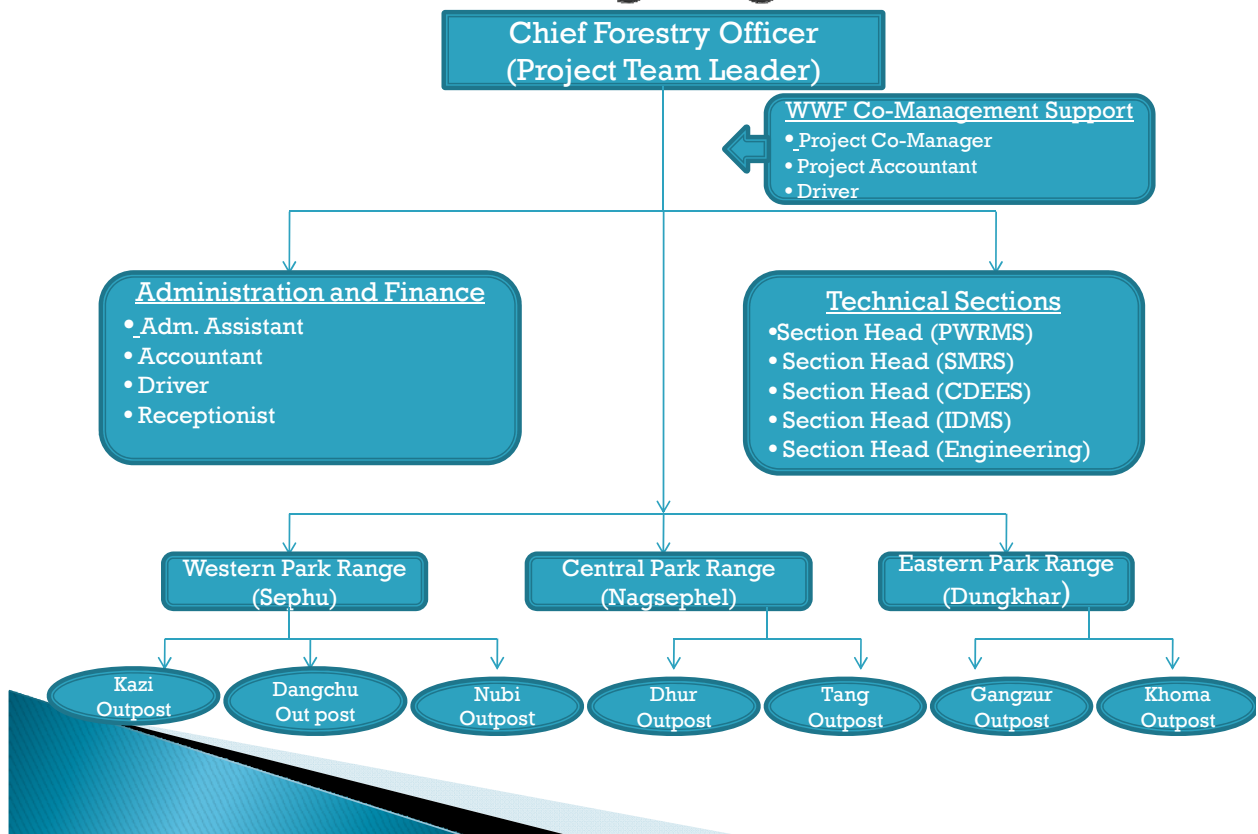 Chief Forestry Officer
(Project Team Leader)
WWF Co-Management Support
• Project Co-Manager
• Project Accountant
• Driver
Administration and Finance
• Adm. Assistant
• Accountant
• Driver
• Receptionist
Technical Sections
•Section Head (PWRMS)
• Section Head (SMRS)
• Section Head (CDEES)
• Section Head (IDMS)
• Section Head (Engineering)
Western Park Range
(Sephu)
Central Park Range
(Nagsephel)
Eastern Park Range
(Dungkhar)
Kazi
Outpost
Dangchu
Out post
Nubi
Outpost
Dhur
Outpost
Tang
Outpost
Gangzur
Outpost
Khoma
Outpost